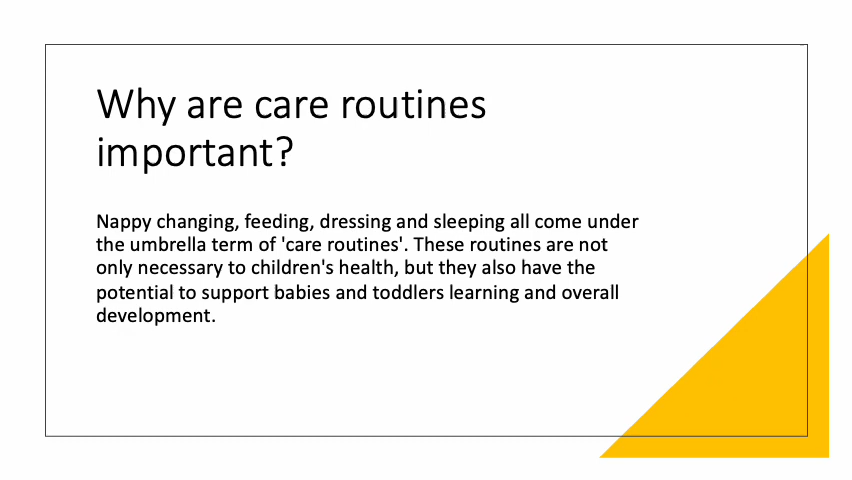 Why are care routines
important?
Nappy changing, feeding, dressing and sleeping all come under
the umbrella term of 'care routines'. These routines are not
only necessary to children's health, but they also have the
potential to support babies and toddlers learning and overall
development.